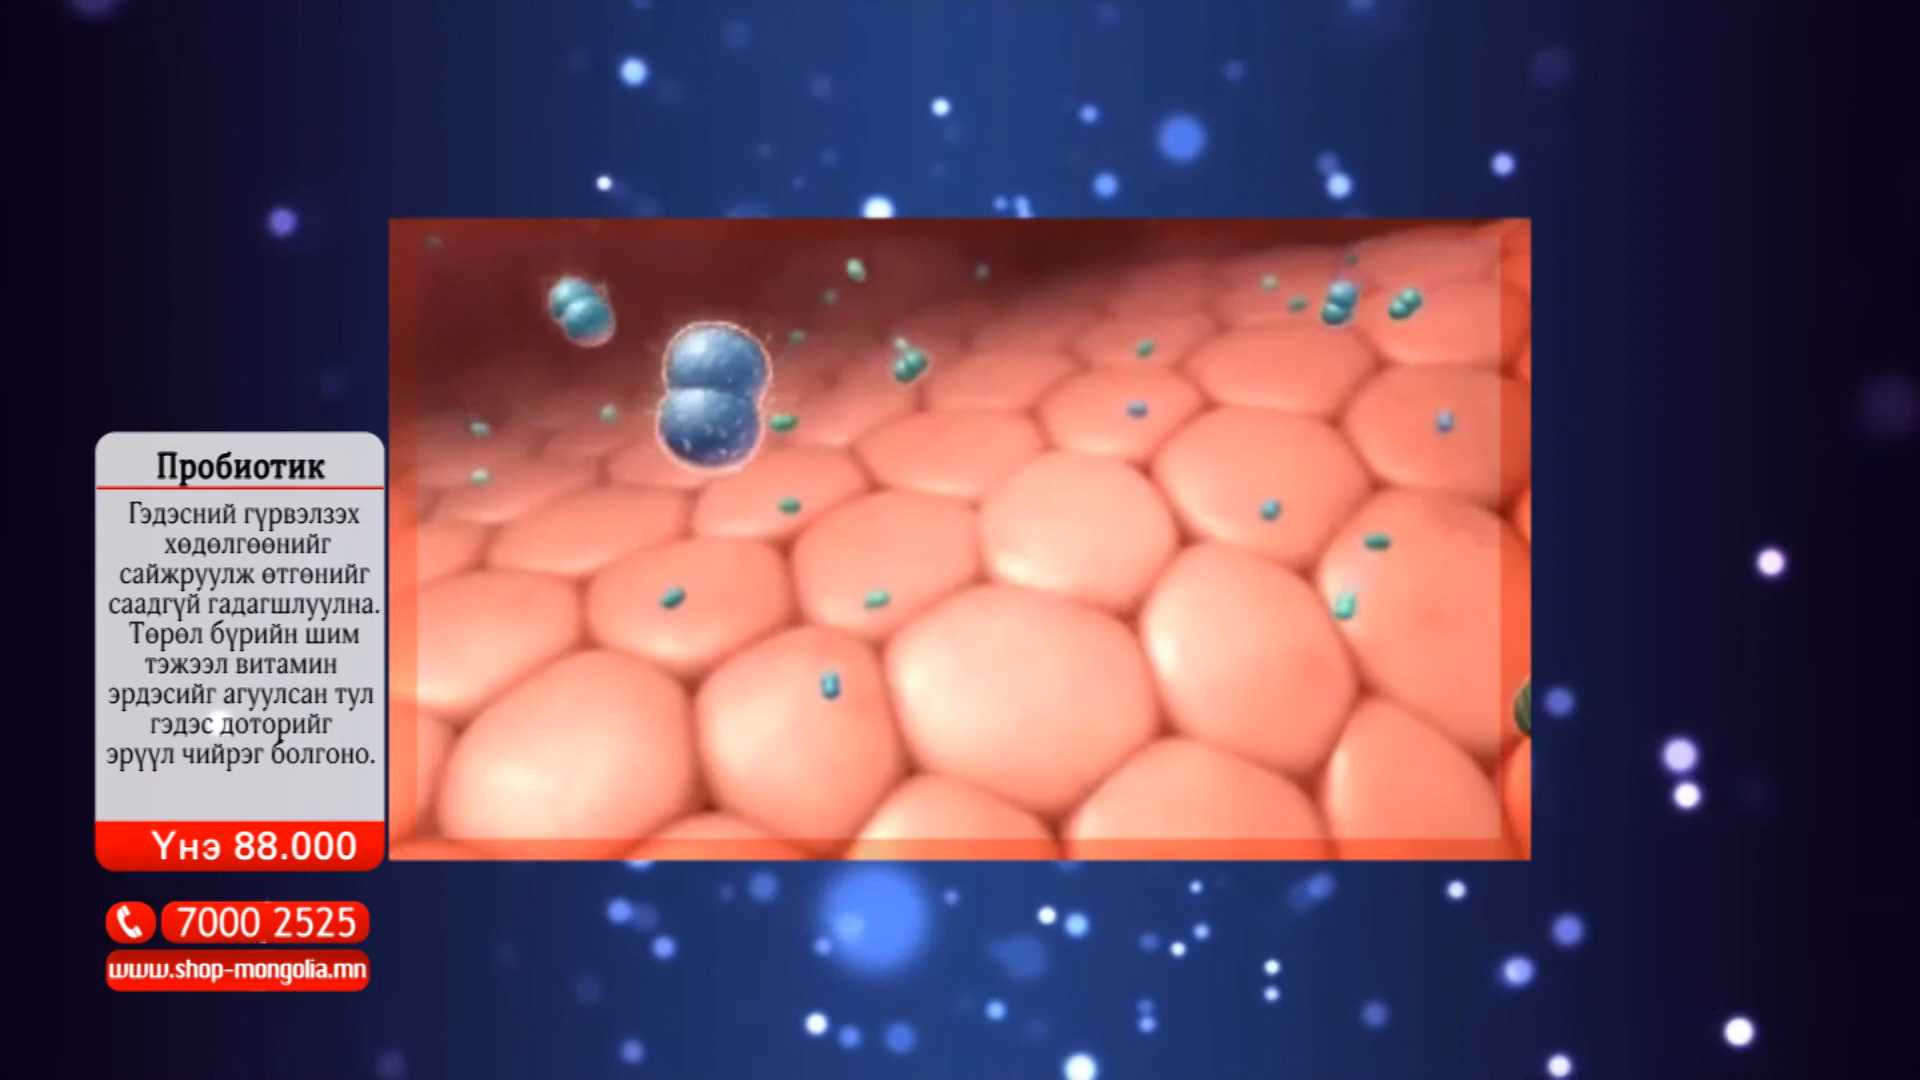 Пробиотик
Гэдэсний гүрвэлзэх
хөдөлгөөнийг
сайжруулж өтгөнийг
саадгүй гадагшлуулна.
Төрөл бүрийн шим
тэжээл витамин
эрдэсийг агуулсан тул
гэдэс доторийг
эрүүл чийрэг болгоно.
Үнэ 88.000
7000 2525
www.shop-mongolia.mn